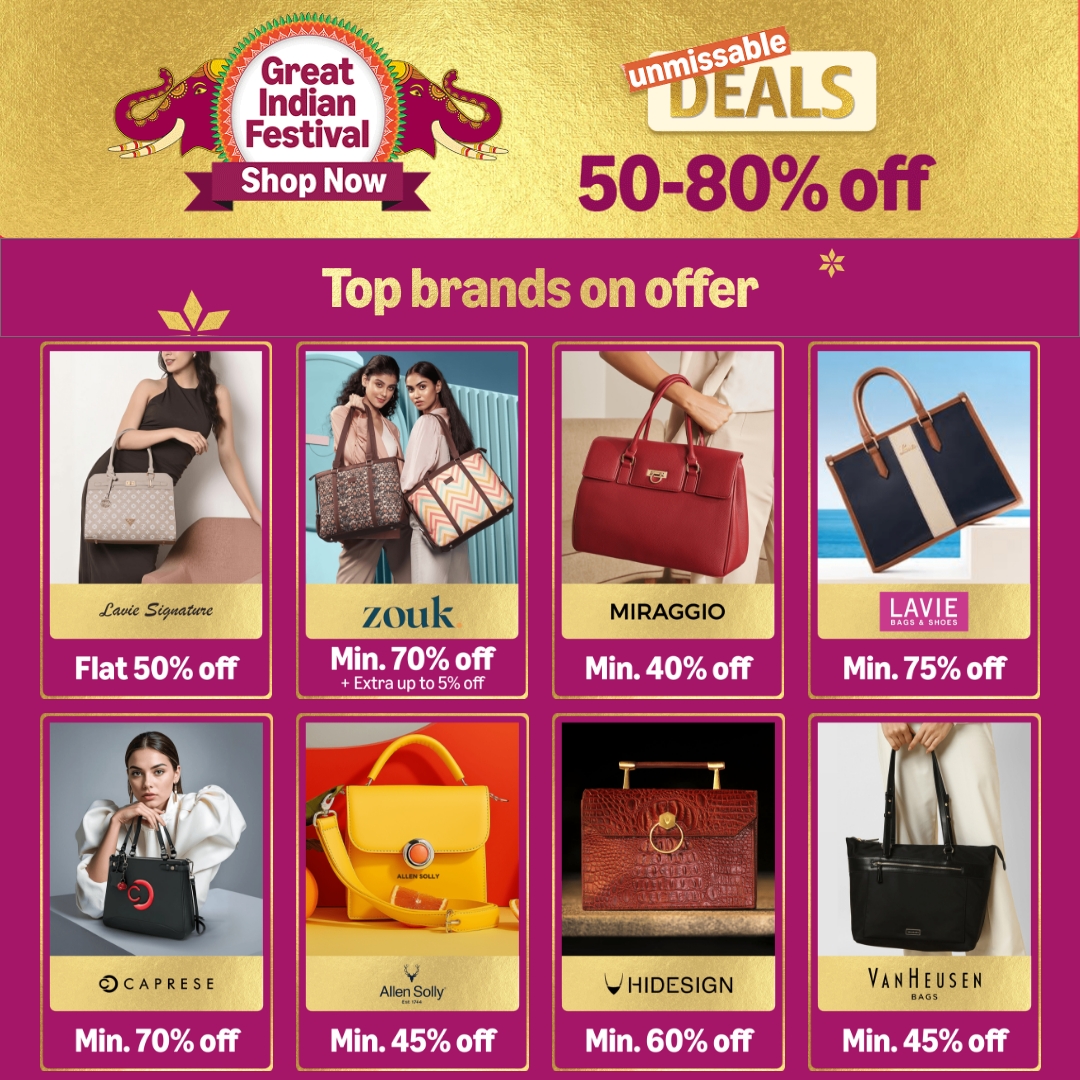 Great
Indian
Festival
Shop Now
unmissable
DEALS
50-80% off
Top brands on offer
Lavie Signature
Flat 50% off
zouk
Min. 70% off
+ Extra up to 5% off
MIRAGGIO
Min. 40% off
LAVIE
BAGS & SHOES
Min. 75% off
CAPRESE
Min. 70% off
ALLEN SOLLY
Allen Solly
Est 1744
Min. 45% off
HIDESIGN
Min. 60% off
VANHEUSEN
BAGS
Min. 45% off